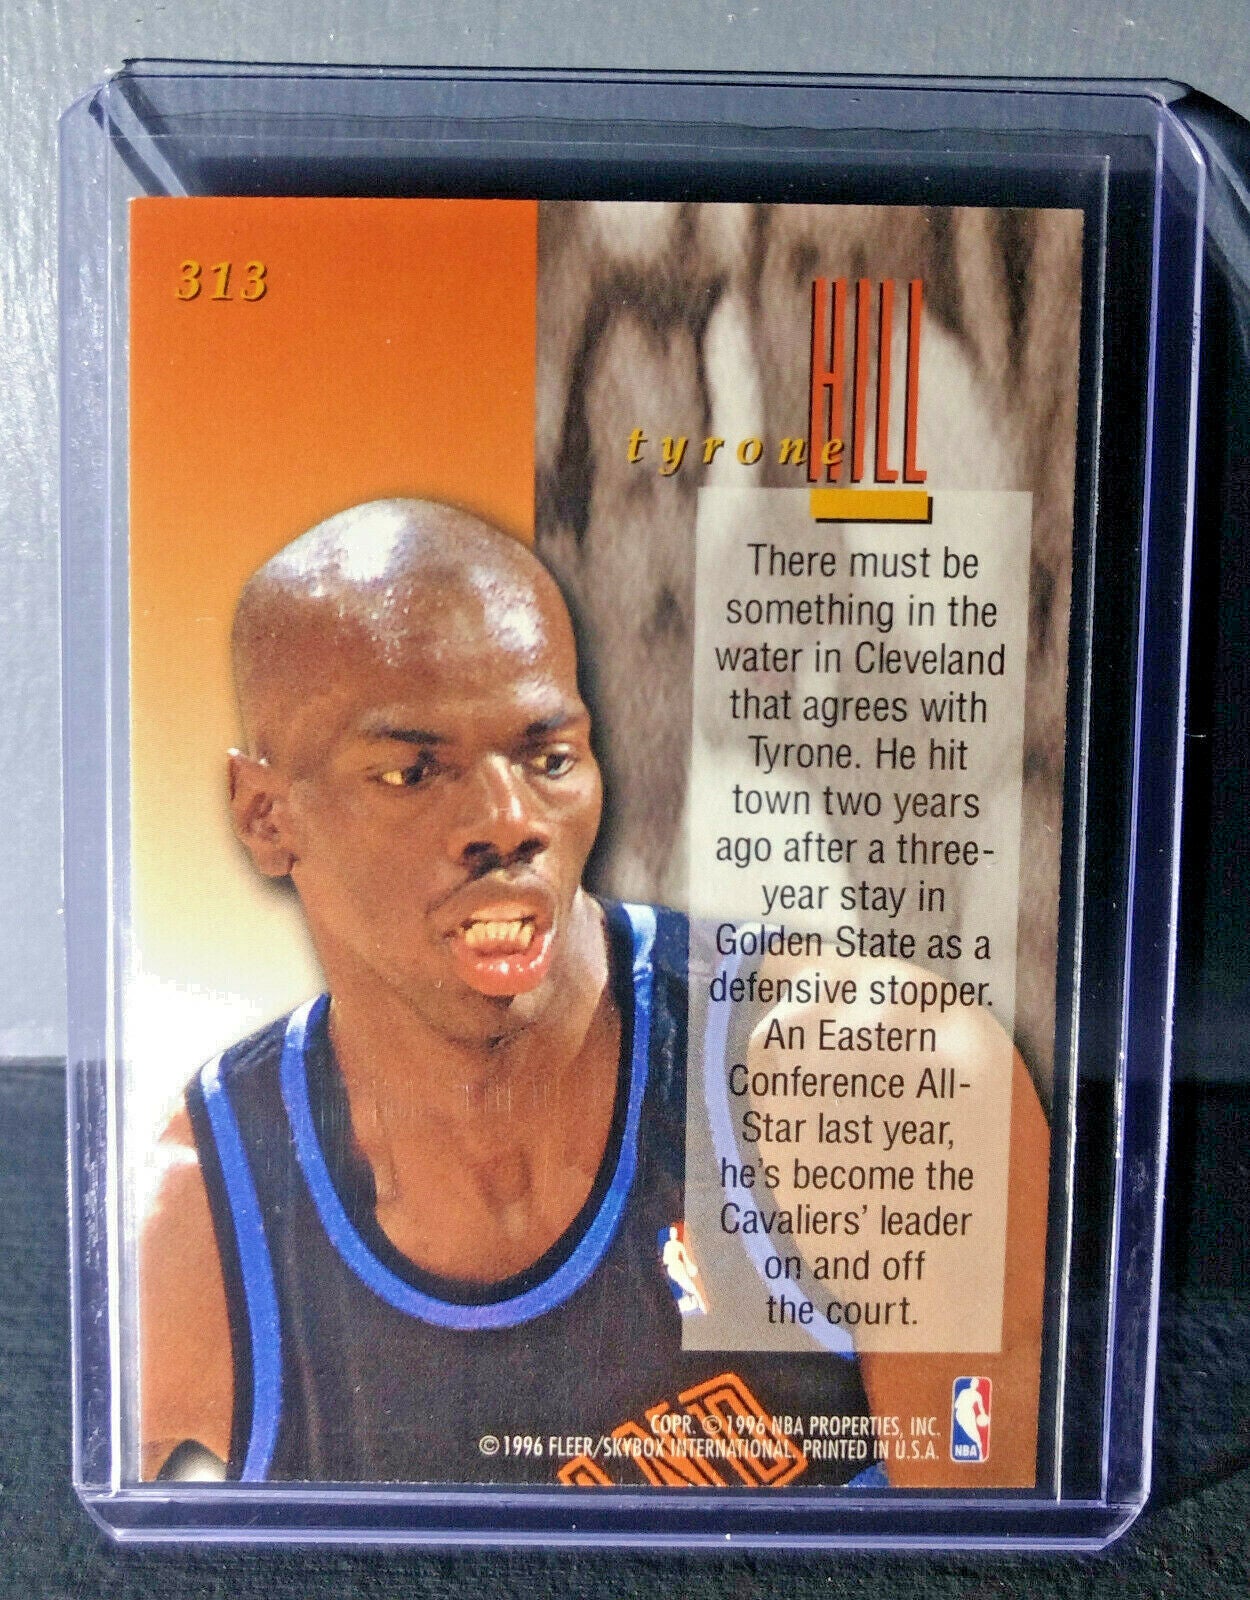 313
HILL
tyrone
There must be
something in the
water in Cleveland
that agrees with
Tyrone. He hit
town two years
ago after a three-
year stay in
Golden State as a
defensive stopper.
An Eastern
Conference All-
Star last year,
he's become the
Cavaliers' leader
on and off
the court.
COPR. © 1996 NBA PROPERTIES, INC.
© 1996 FLEER/SKYBOX INTERNATIONAL. PRINTED IN U.S.A.
NBA
AND